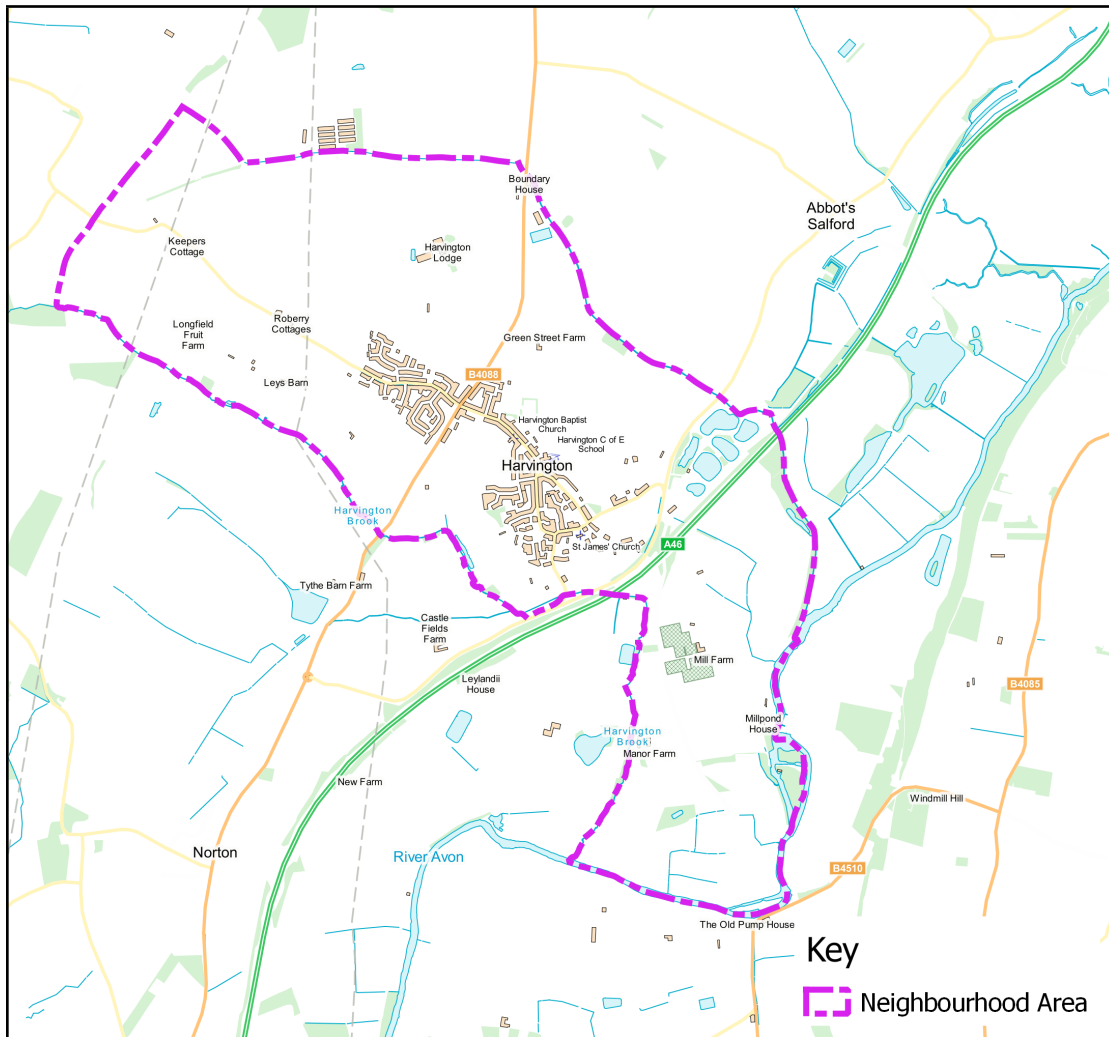 Boundary
House
Abbot's
Salford
Keepers
Cottage
Harvington
Lodge
Roberry
Cottages
Longfield
Fruit
Farm
Green Street Farm
Leys Barn
B4088
Harvington Baptist
Church
Harvington C of E
School
Harvington
Harvington
Brook
St James' Church
A46
Tythe Barn Farm
Castle
Fields
Farm
Mill Farm
Leylandii
House
B4085
Millpond
House
Harvington
Brook
Manor Farm
New Farm
Windmill Hill
Norton
River Avon
B4510
The Old Pump House
Key
Neighbourhood Area